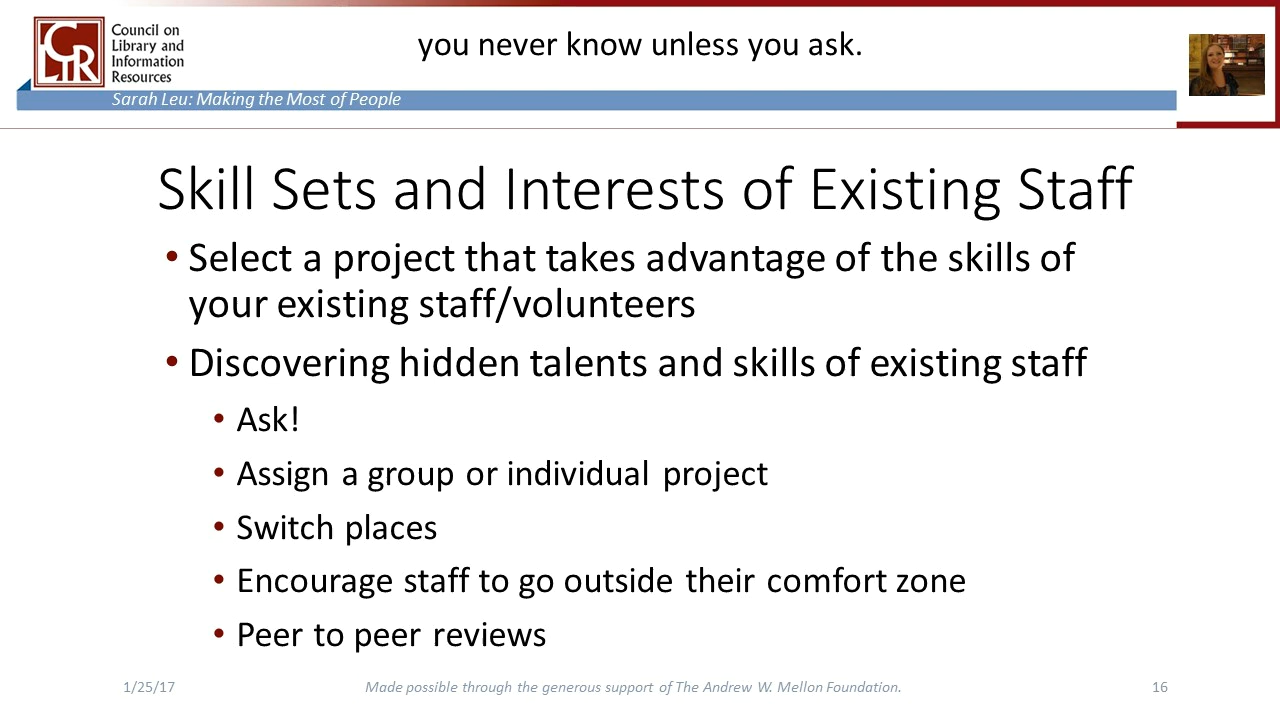 CLIR
Council on
Library and
Information
Resources
you never know unless you ask.
Sarah Leu: Making the Most of People
Skill Sets and Interests of Existing Staff
• Select a project that takes advantage of the skills of
your existing staff/volunteers
• Discovering hidden talents and skills of existing staff
• Ask!
• Assign a group or individual project
• Switch places
• Encourage staff to go outside their comfort zone
• Peer to peer reviews
1/25/17
Made possible through the generous support of The Andrew W. Mellon Foundation.
16